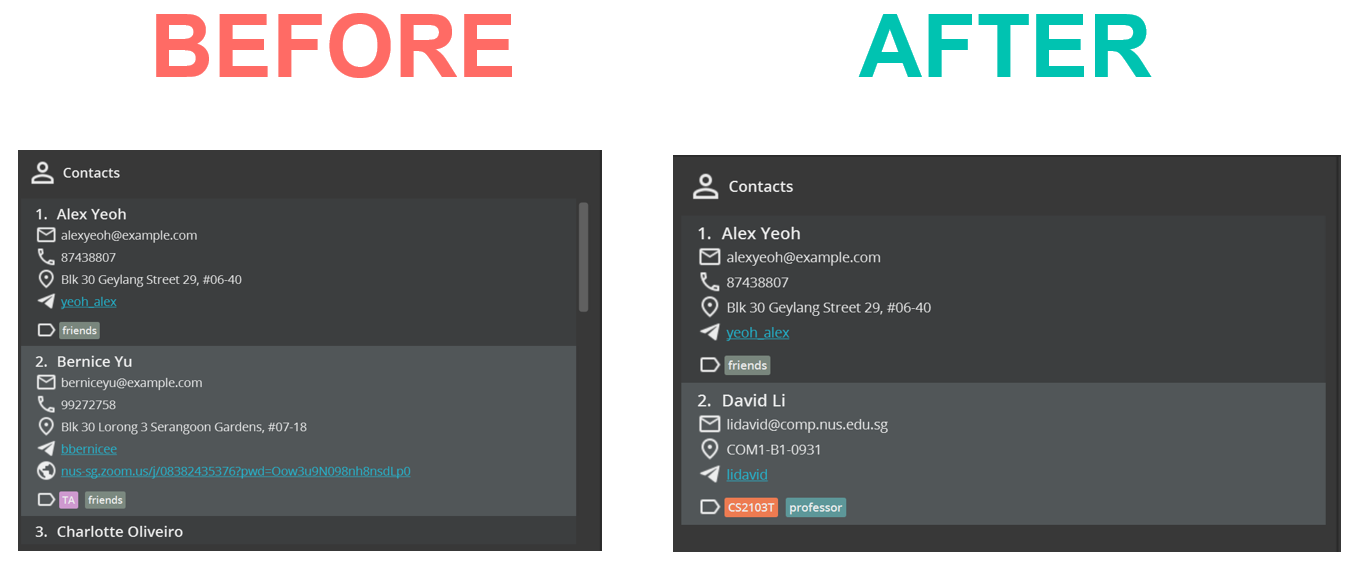 BEFORE
Contacts
1. Alex Yeoh
alexyeoh@example.com
87438807
Blk 30 Geylang Street 29, #06-40
yeoh_alex
friends
2. Bernice Yu
berniceyu@example.com
99272758
Blk 30 Lorong 3 Serangoon Gardens, #07-18
bbernicee
nus-sg.zoom.us/j/08382435376?pwd=Oow3u9N098nh8nsdLp0
TA friends
3. Charlotte Oliveiro
AFTER
Contacts
1. Alex Yeoh
alexyeoh@example.com
87438807
Blk 30 Geylang Street 29, #06-40
yeoh_alex
friends
2. David Li
lidavid@comp.nus.edu.sg
COM1-B1-0931
lidavid
CS2103T professor